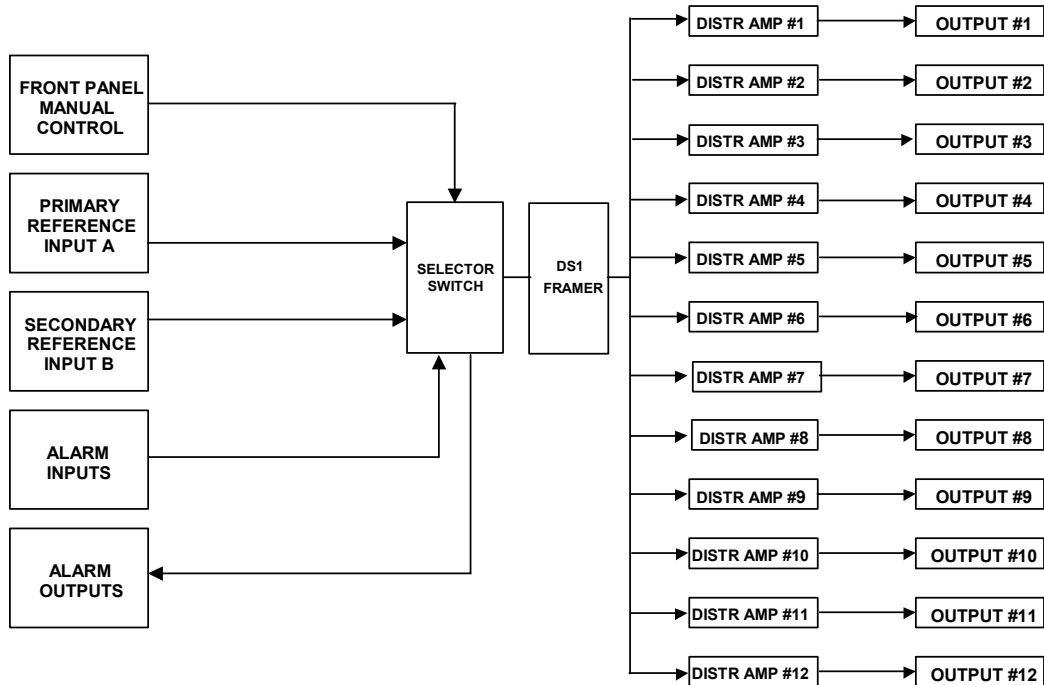 FRONT PANEL
MANUAL
CONTROL
PRIMARY
REFERENCE
INPUT A
SECONDARY
REFERENCE
INPUT B
ALARM
INPUTS
ALARM
OUTPUTS
SELECTOR
SWITCH
DS1
FRAMER
DISTR AMP #1
OUTPUT #1
DISTR AMP #2
OUTPUT #2
DISTR AMP #3
OUTPUT #3
DISTR AMP #4
OUTPUT #4
DISTR AMP #5
OUTPUT #5
DISTR AMP #6
OUTPUT #6
DISTR AMP #7
OUTPUT #7
DISTR AMP #8
OUTPUT #8
DISTR AMP #9
OUTPUT #9
DISTR AMP #10
OUTPUT #10
DISTR AMP #11
OUTPUT #11
DISTR AMP #12
OUTPUT #12